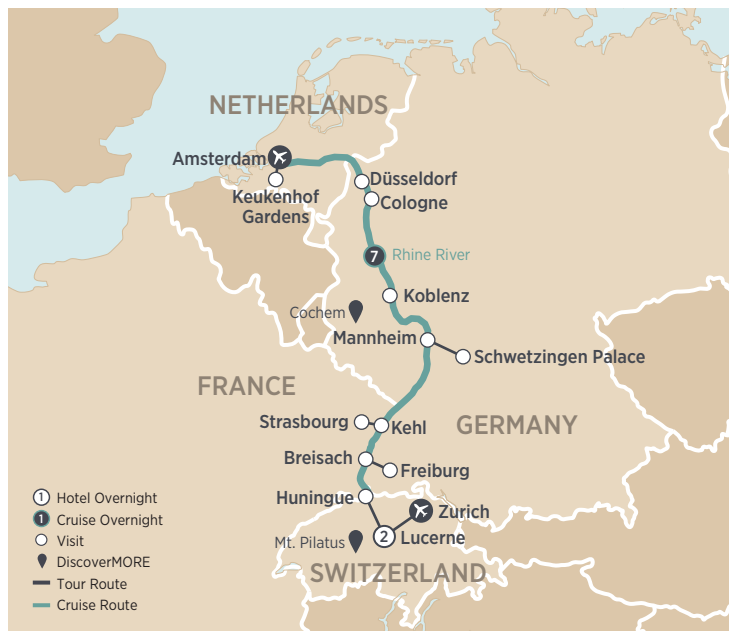 NETHERLANDS
Amsterdam
Keukenhof
Gardens
Düsseldorf
Cologne
7
Rhine River
Koblenz
Cochem
Mannheim
Schwetzingen Palace
FRANCE
Strasbourg
Kehl
GERMANY
Breisach
Freiburg
Huningue
Zurich
2
Lucerne
Mt. Pilatus
SWITZERLAND
1 Hotel Overnight
1 Cruise Overnight
Visit
DiscoverMORE
Tour Route
Cruise Route